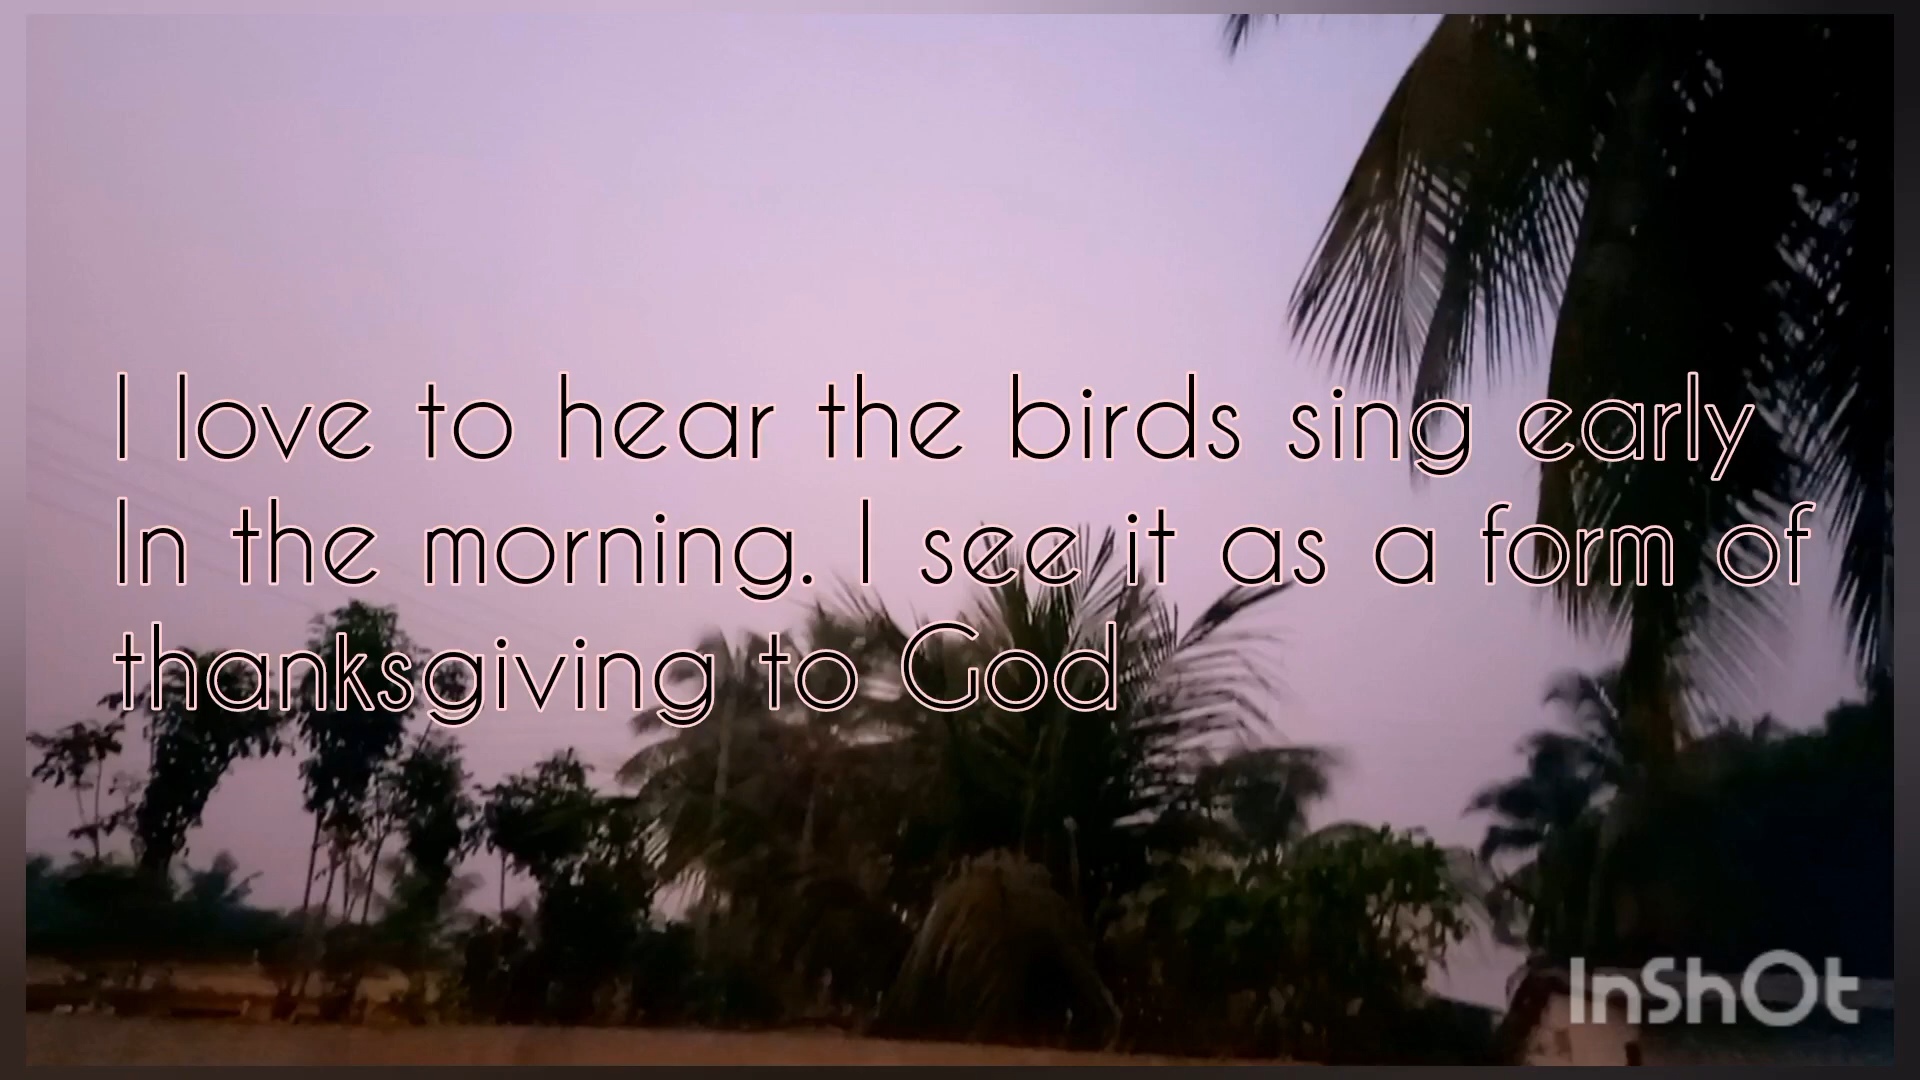 I love to hear the birds sing early
In the morning. I see it as a form of
thanksgiving to God
InShOt